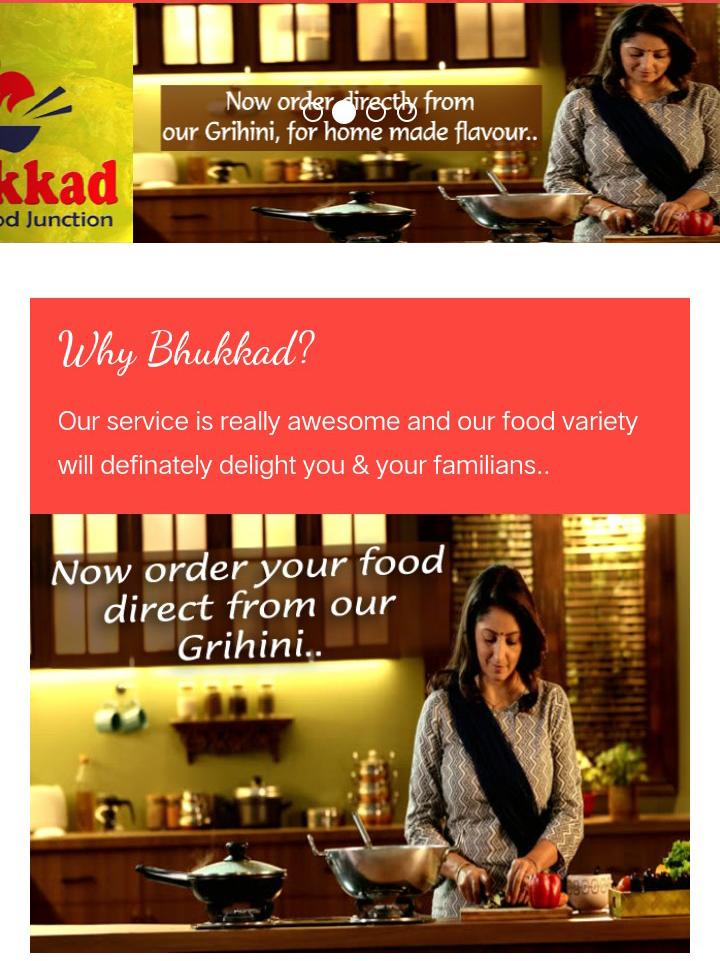 kkad
od Junction
Now order directly from
our Grihini, for home made flavour..
Why Bhukkad?
Our service is really awesome and our food variety
will definately delight you & your familians..
Now order your food
direct from our
Grihini..